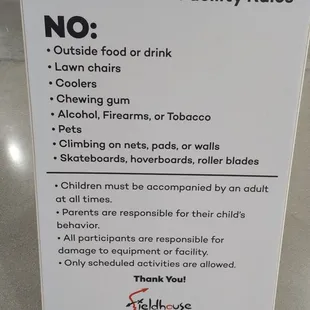 Facility Rules
NO:
• Outside food or drink
• Lawn chairs
• Coolers
• Chewing gum
• Alcohol, Firearms, or Tobacco
• Pets
• Climbing on nets, pads, or walls
• Skateboards, hoverboards, roller blades
• Children must be accompanied by an adult
at all times.
• Parents are responsible for their child's
behavior.
• All participants are responsible for
damage to equipment or facility.
• Only scheduled activities are allowed.
Thank You!
Fieldhouse